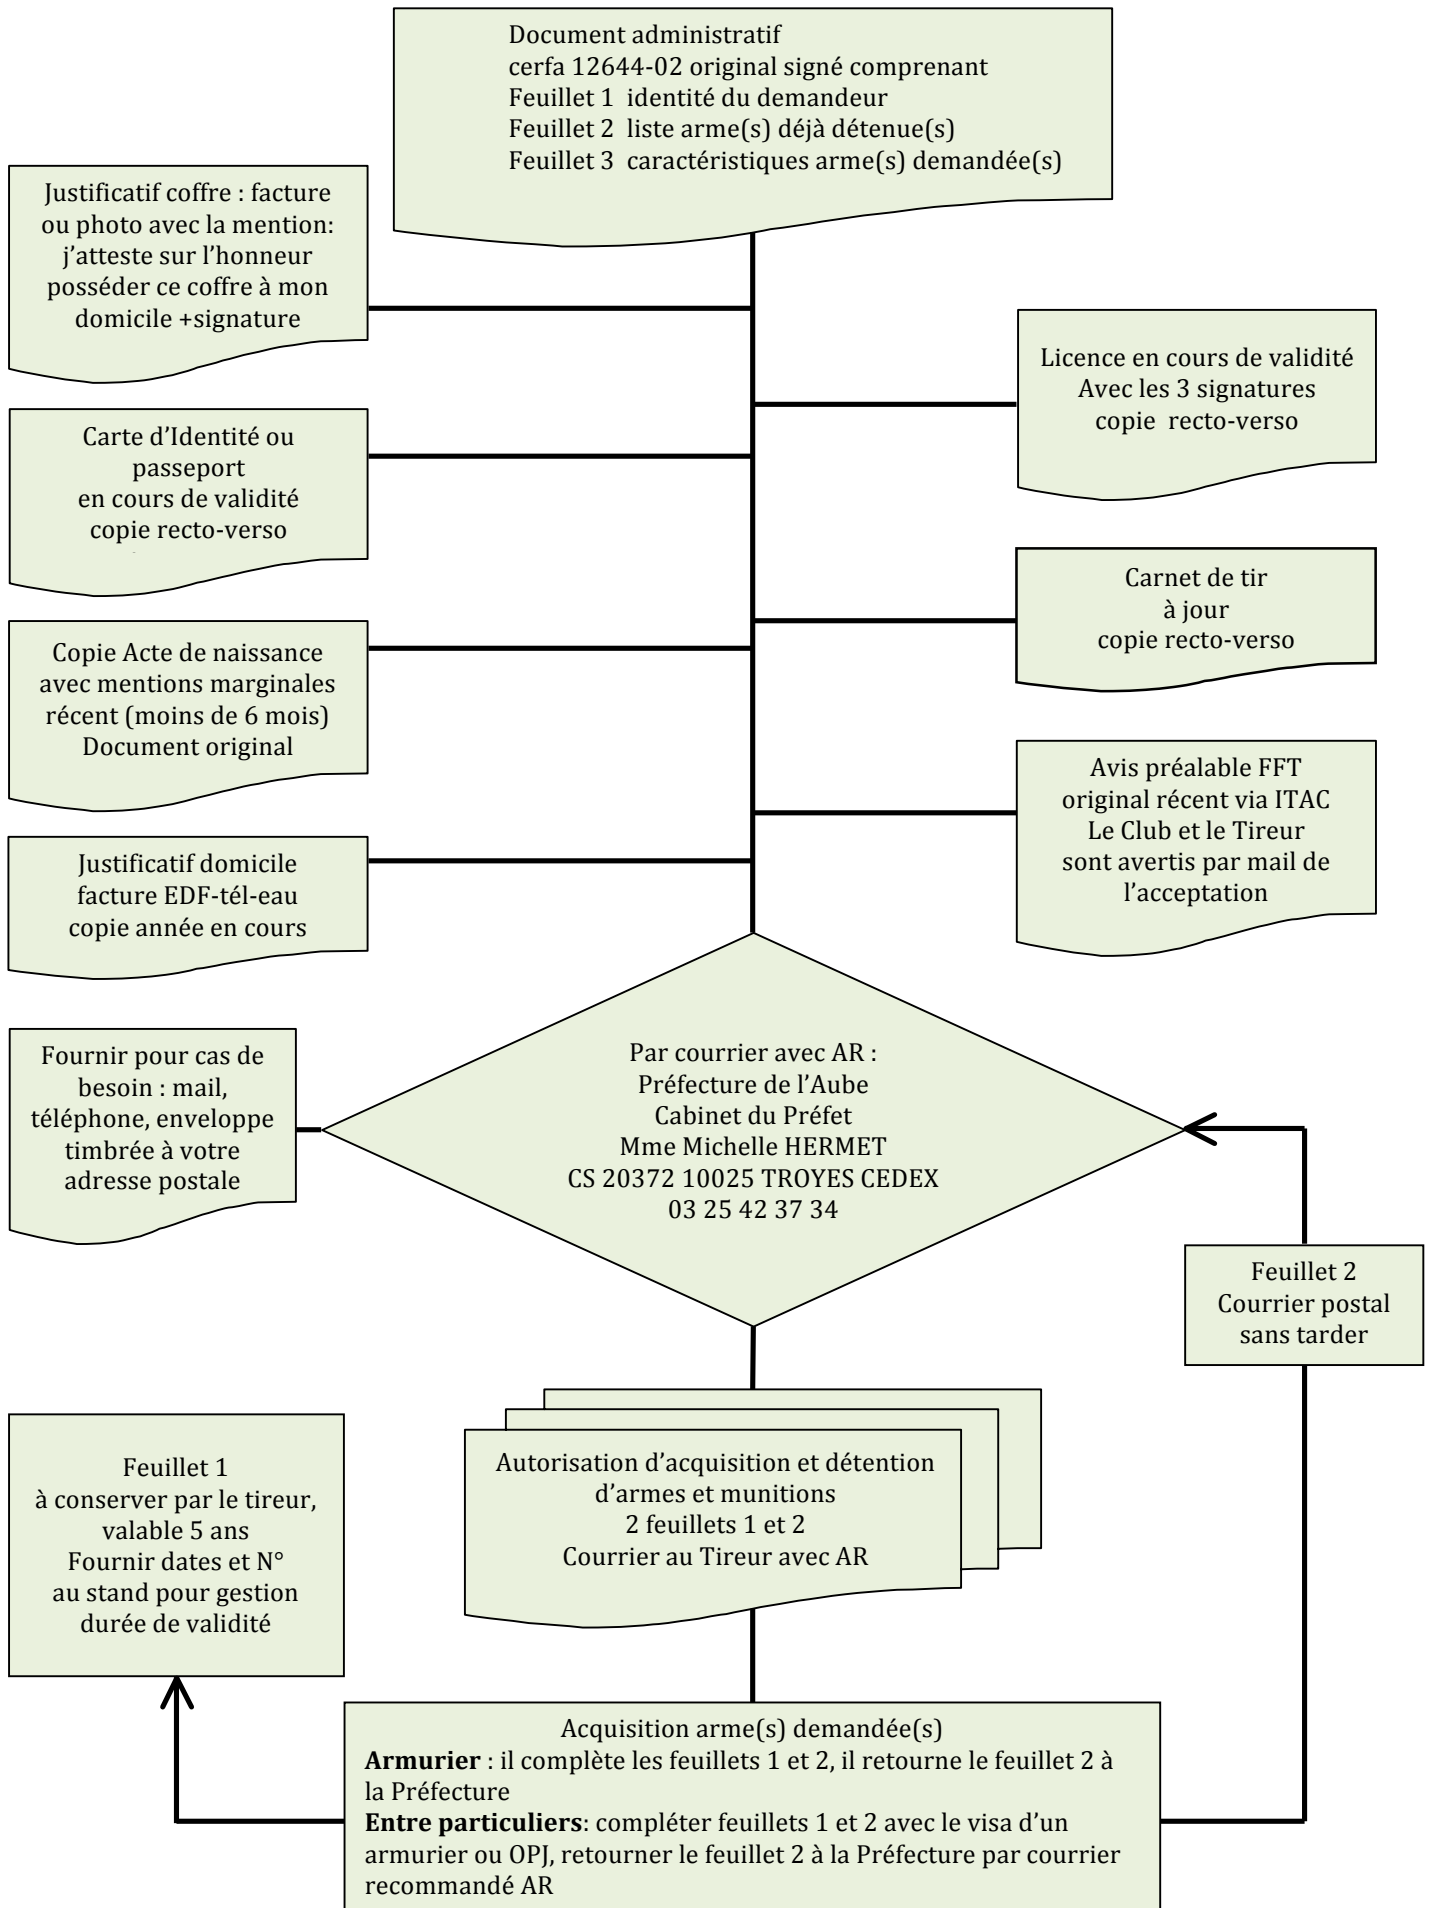 Document administratif
cerfa 12644-02 original signé comprenant
Feuillet 1 identité du demandeur
Feuillet 2 liste arme(s) déjà détenue(s)
Feuillet 3 caractéristiques arme(s) demandée(s)
Justificatif coffre : facture
ou photo avec la mention:
j’atteste sur l’honneur
posséder ce coffre à mon
domicile +signature
Licence en cours de validité
Avec les 3 signatures
copie recto-verso
Carte d’Identité ou
passeport
en cours de validité
copie recto-verso
Carnet de tir
à jour
copie recto-verso
Copie Acte de naissance
avec mentions marginales
récent (moins de 6 mois)
Document original
Avis préalable FFT
original récent via ITAC
Le Club et le Tireur
sont avertis par mail de
l’acceptation
Justificatif domicile
facture EDF-tél-eau
copie année en cours
Fournir pour cas de
besoin : mail,
téléphone, enveloppe
timbrée à votre
adresse postale
Par courrier avec AR :
Préfecture de l’Aube
Cabinet du Préfet
Mme Michelle HERMET
CS 20372 10025 TROYES CEDEX
03 25 42 37 34
Feuillet 2
Courrier postal
sans tarder
Autorisation d’acquisition et détention
d’armes et munitions
2 feuillets 1 et 2
Courrier au Tireur avec AR
Feuillet 1
à conserver par le tireur,
valable 5 ans
Fournir dates et N°
au stand pour gestion
durée de validité
Acquisition arme(s) demandée(s)
Armurier : il complète les feuillets 1 et 2, il retourne le feuillet 2 à
la Préfecture
Entre particuliers: compléter feuillets 1 et 2 avec le visa d’un
armurier ou OPJ, retourner le feuillet 2 à la Préfecture par courrier
recommandé AR